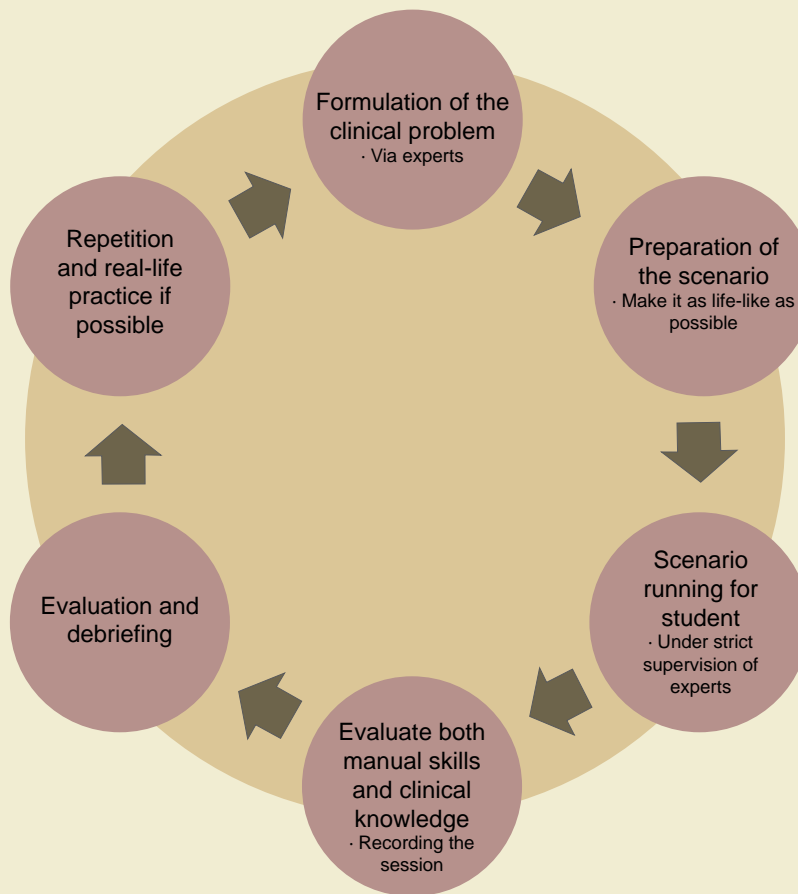 Formulation of the
clinical problem
· Via experts
Preparation of
the scenario
· Make it as life-like as
possible
Scenario
running for
student
· Under strict
supervision of
experts
Evaluate both
manual skills
and clinical
knowledge
· Recording the
session
Evaluation and
debriefing
Repetition
and real-life
practice if
possible